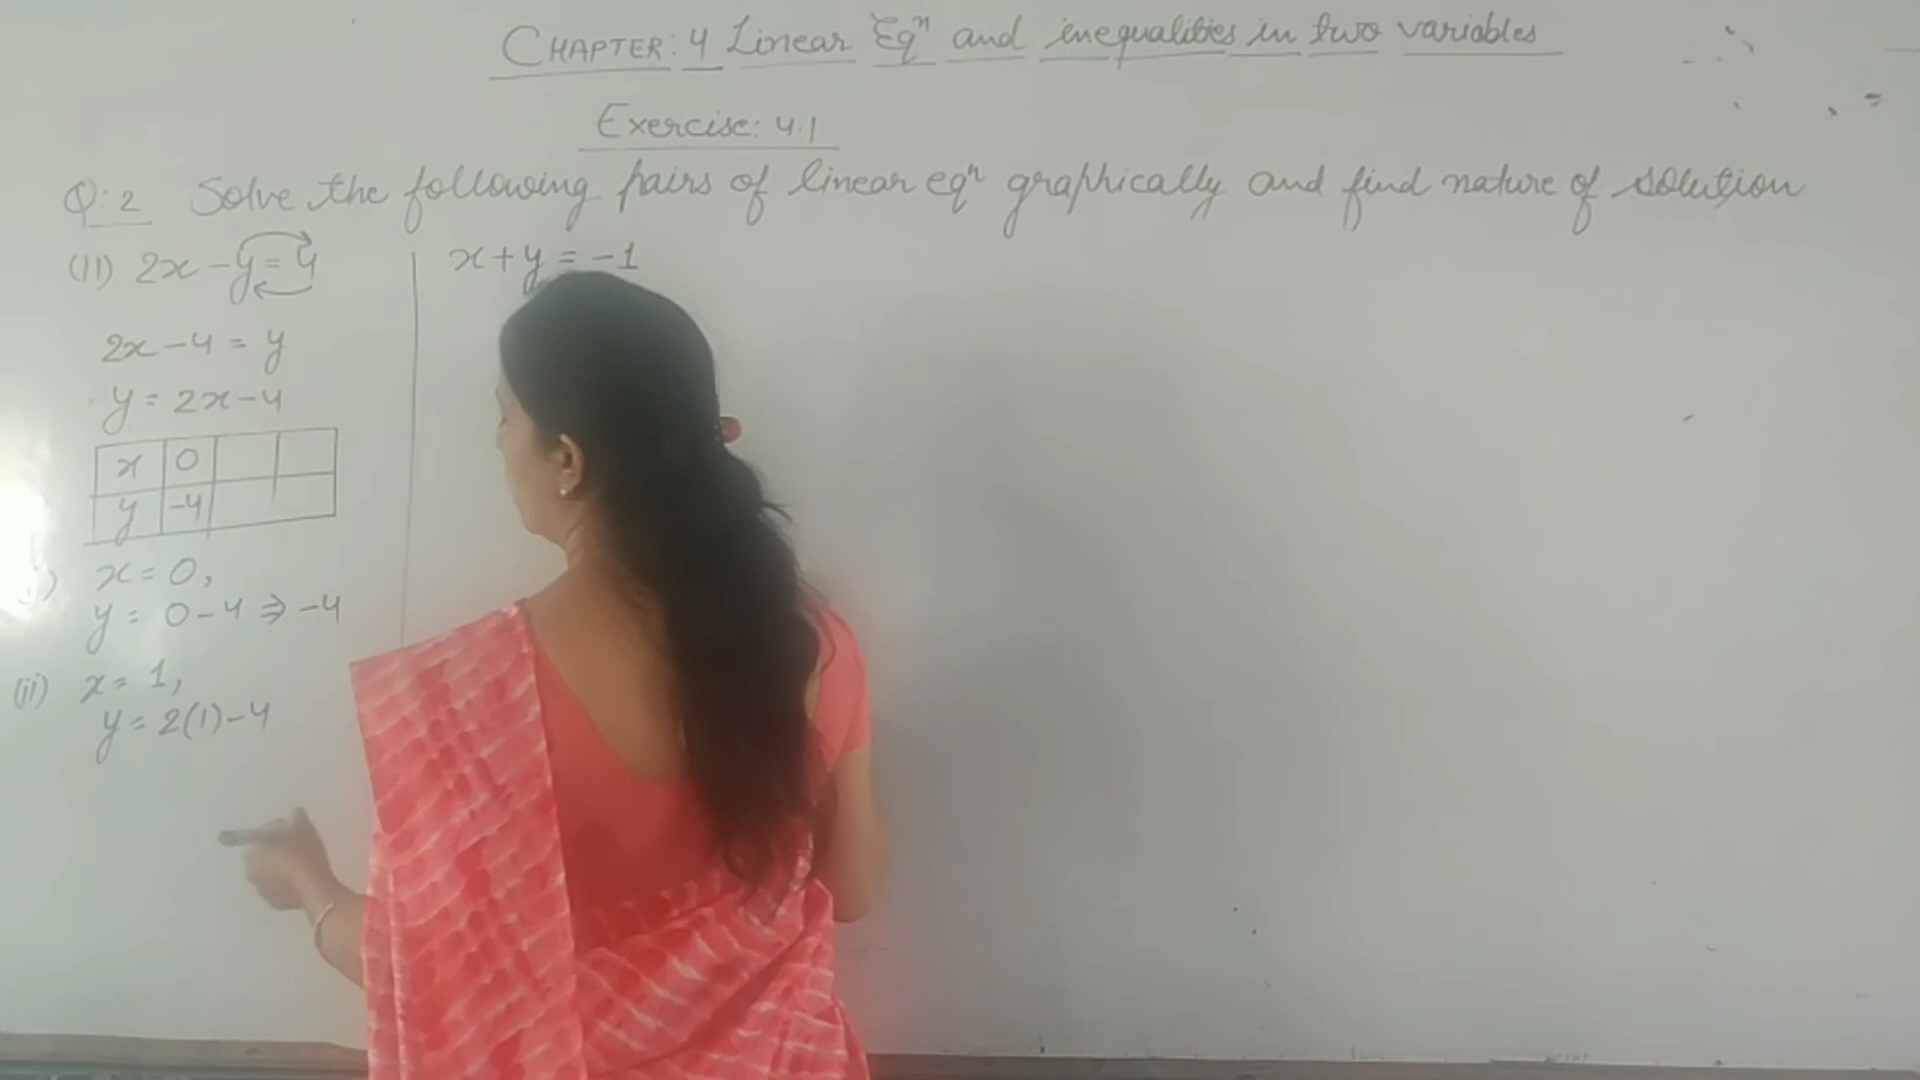 CHAPTER: 4 Linear Eqⁿ and inequalities in two variables
Exercise: 4.1
Q:2 Solve the following pairs of linear eqⁿ graphically and find nature of solution
(II) 2x - y = 4
2x - 4 = y
y = 2x - 4
x 0
y -4
i) x = 0,
y = 0 - 4 ⇒ -4
(ii) x = 1,
y = 2(1) - 4
x + y = -1